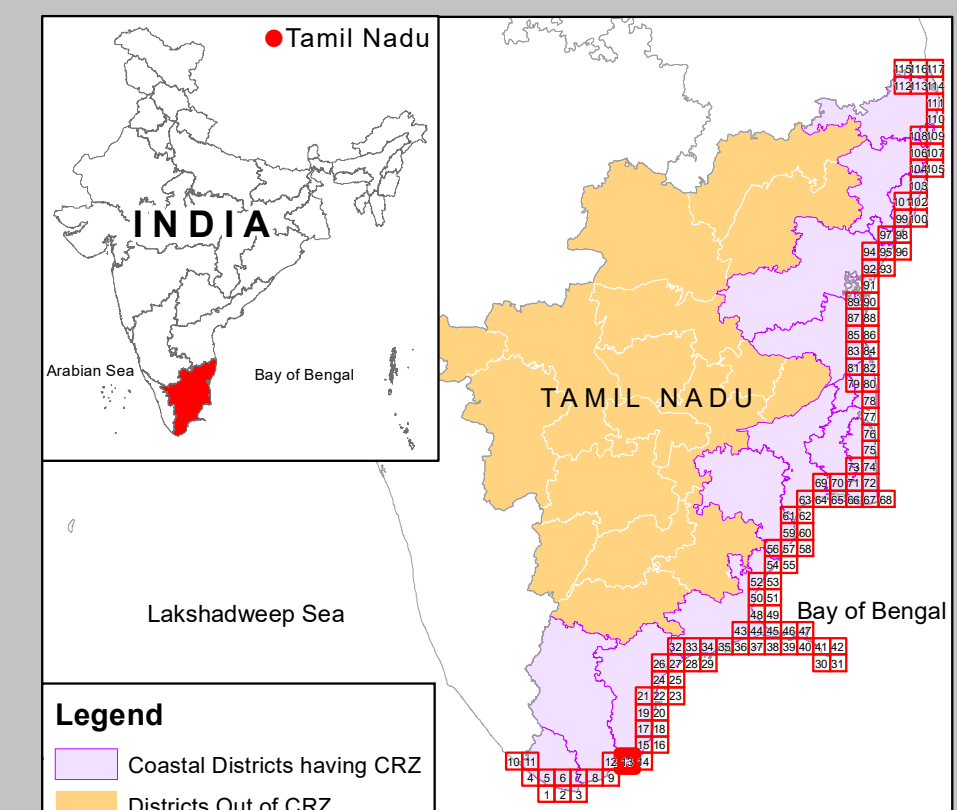 Tamil Nadu
INDIA
Arabian Sea
Bay of Bengal
TAMIL NADU
115 116 117
112 113 114
111
110
108 109
106 107
104 105
103
101 102
99 100
97 98
94 95 96
92 93
91
89 90
87 88
85 86
83 84
81 82
79 80
78
77
76
75
73 74
69 70 71 72
63 64 65 66 67 68
61 62
59 60
56 57 58
54 55
52 53
50 51
48 49
Lakshadweep Sea
Bay of Bengal
43 44 45 46 47
32 33 34 35 36 37 38 39 40 41 42
26 27 28 29 30 31
24 25
21 22 23
19 20
17 18
15 16
10 11 12 13 14
4 5 6 7 8 9
1 2 3
Legend
Coastal Districts having CRZ
Districts Out of CRZ